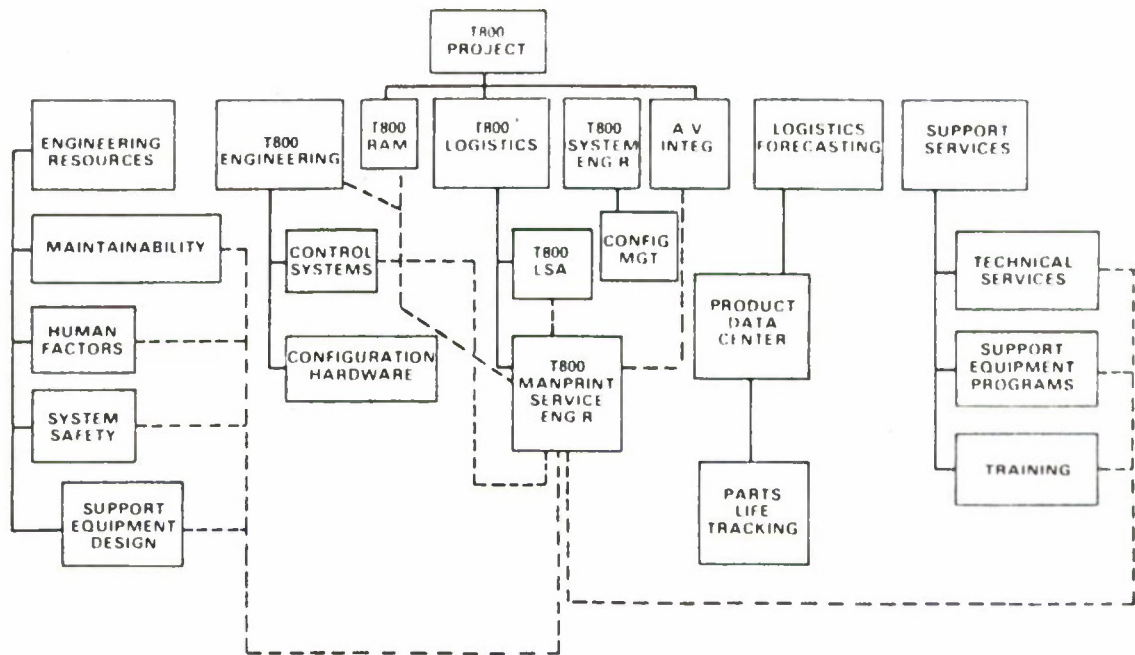 T800
PROJECT
ENGINEERING
RESOURCES
T800
ENGINEERING
T800
RAM
T800
LOGISTICS
T800
SYSTEM
ENG R
A V
INTEG
LOGISTICS
FORECASTING
SUPPORT
SERVICES
MAINTAINABILITY
CONTROL
SYSTEMS
T800
LSA
CONFIG
MGT
TECHNICAL
SERVICES
HUMAN
FACTORS
CONFIGURATION
HARDWARE
T800
MANPRINT
SERVICE
ENG R
PRODUCT
DATA
CENTER
SUPPORT
EQUIPMENT
PROGRAMS
SYSTEM
SAFETY
TRAINING
SUPPORT
EQUIPMENT
DESIGN
PARTS
LIFE
TRACKING